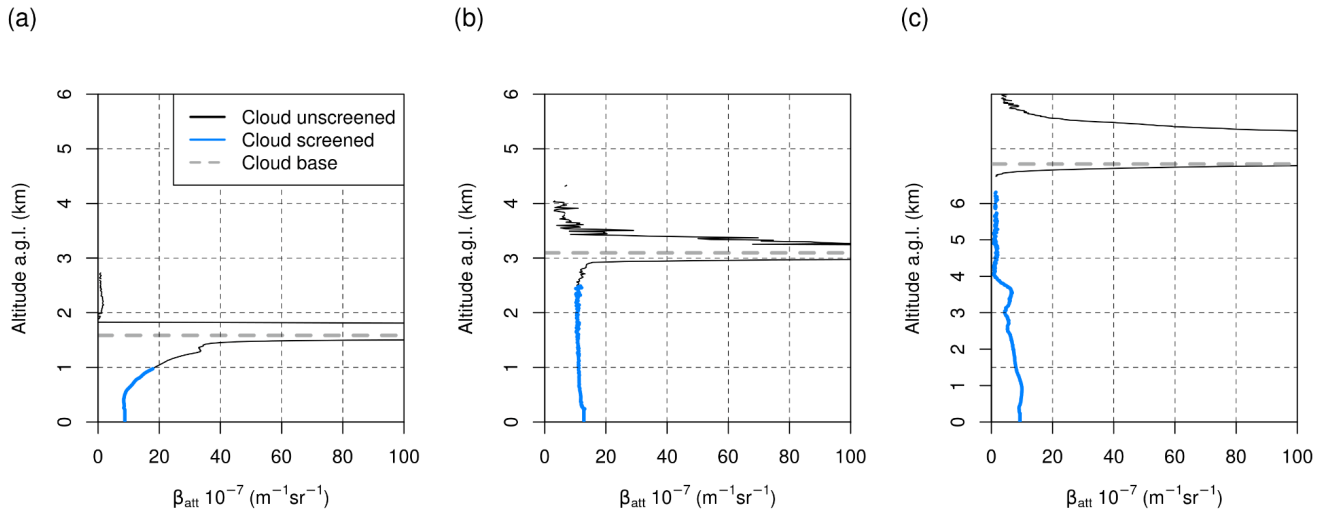 (a)
(b)
(c)
Altitude a.g.l. (km)
6
5
4
3
2
1
0
Cloud unscreened
Cloud screened
Cloud base
0 20 40 60 80 100
βatt 10⁻⁷ (m⁻¹sr⁻¹)
Altitude a.g.l. (km)
6
5
4
3
2
1
0
0 20 40 60 80 100
βatt 10⁻⁷ (m⁻¹sr⁻¹)
Altitude a.g.l. (km)
6
5
4
3
2
1
0
0 20 40 60 80 100
βatt 10⁻⁷ (m⁻¹sr⁻¹)